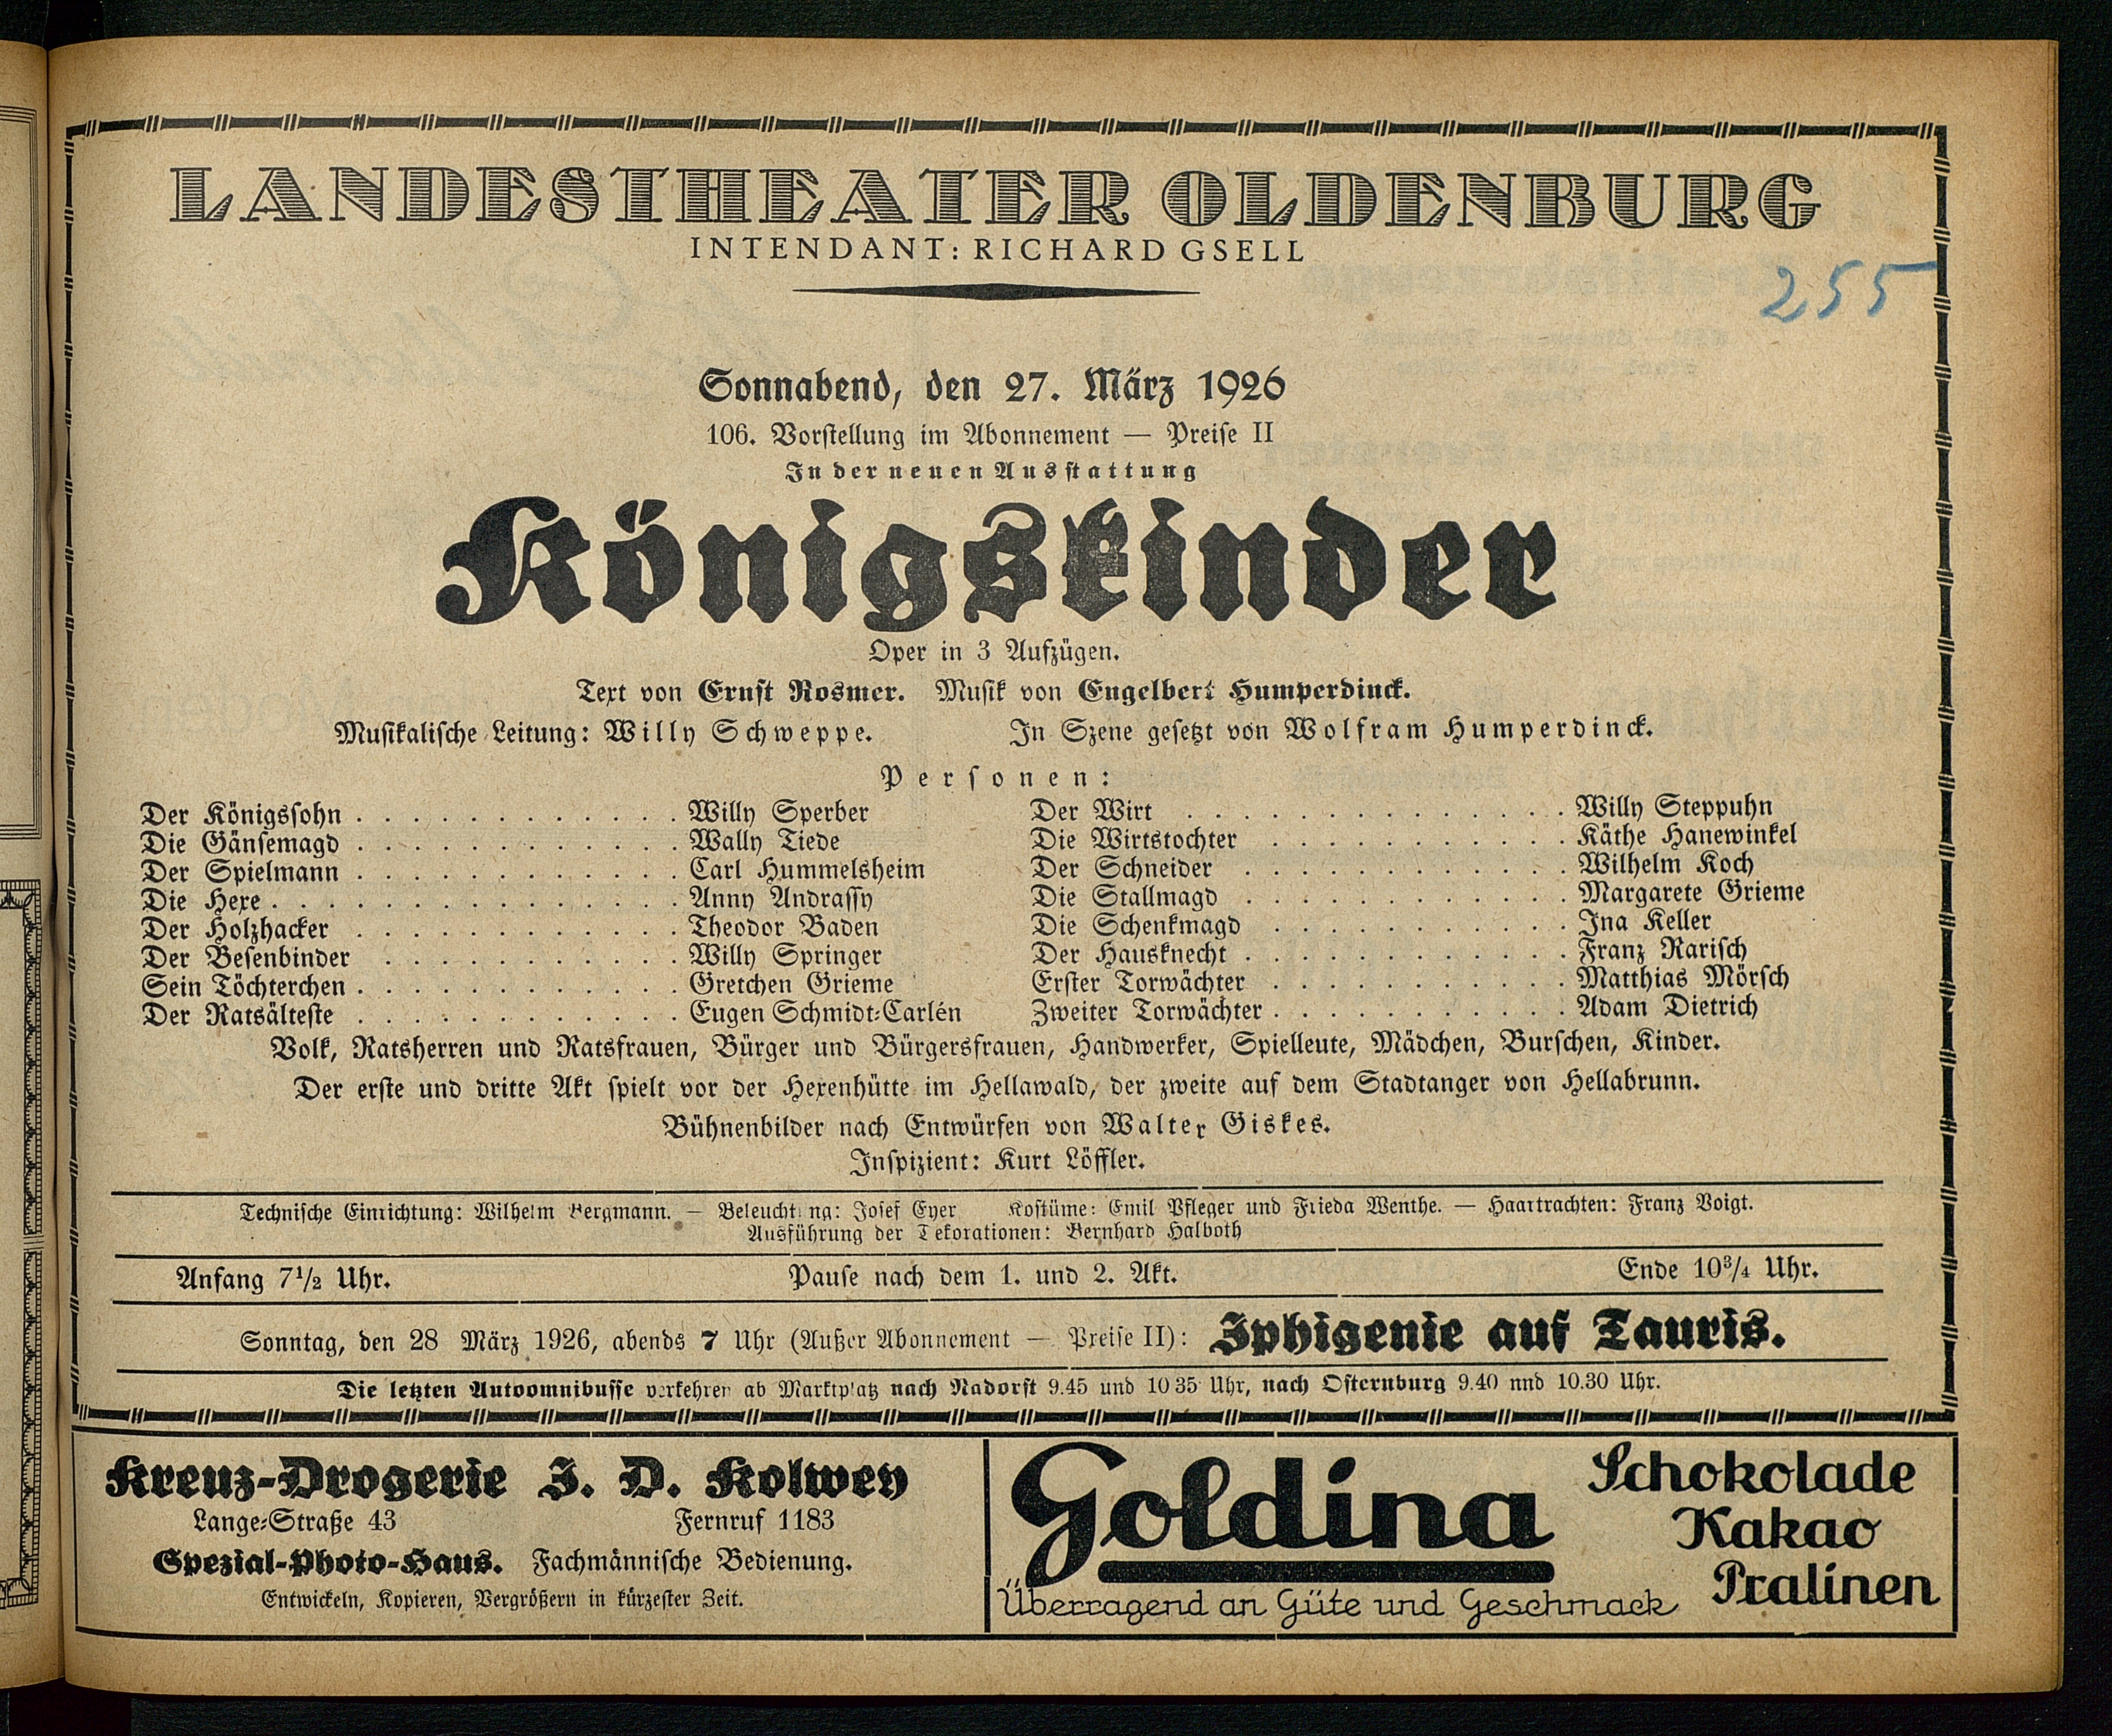 LANDESTHEATER OLDENBURG
INTENDANT: RICHARD GSELL
255
Sonnabend, den 27. März 1926
106. Vorstellung im Abonnement — Preise II
In der neuen Ausstattung
Königskinder
Oper in 3 Aufzügen.
Text von Ernst Rosmer. Musik von Engelbert Humperdinck.
Musikalische Leitung: Willy Schweppe. In Szene gesetzt von Wolfram Humperdinck.
Personen:
Der Königssohn . . . . . . . . . . . . Willy Sperber
Die Gänsemagd . . . . . . . . . . . . Wally Tiede
Der Spielmann . . . . . . . . . . . . Carl Hummelsheim
Die Hexe . . . . . . . . . . . . . . . Anny Andrassy
Der Holzhacker . . . . . . . . . . . . Theodor Baden
Der Besenbinder . . . . . . . . . . . Willy Springer
Sein Töchterchen . . . . . . . . . . . . Gretchen Grieme
Der Ratsälteste . . . . . . . . . . . . Eugen Schmidt-Carlén
Der Wirt . . . . . . . . . . . . . . Willy Steppuhn
Die Wirtstochter . . . . . . . . . . . Käthe Hanewinkel
Der Schneider . . . . . . . . . . . . Wilhelm Koch
Die Stallmagd . . . . . . . . . . . . Margarete Grieme
Die Schenkmagd . . . . . . . . . . . Ina Keller
Der Hausknecht . . . . . . . . . . . . Franz Rarisch
Erster Torwächter . . . . . . . . . . . Matthias Mörsch
Zweiter Torwächter . . . . . . . . . . . Adam Dietrich
Volk, Ratsherren und Ratsfrauen, Bürger und Bürgersfrauen, Handwerker, Spielleute, Mädchen, Burschen, Kinder.
Der erste und dritte Akt spielt vor der Hexenhütte im Hellawald, der zweite auf dem Stadtanger von Hellabrunn.
Bühnenbilder nach Entwürfen von Walter Giskes.
Inspizient: Kurt Löffler.
Technische Einrichtung: Wilhelm Bergmann. — Beleuchtung: Josef Eyer Kostüme: Emil Pfleger und Frieda Wenthe. — Haartrachten: Franz Voigt.
Ausführung der Dekorationen: Bernhard Halboth
Anfang 7½ Uhr. Pause nach dem 1. und 2. Akt. Ende 10¾ Uhr.
Sonntag, den 28 März 1926, abends 7 Uhr (Außer Abonnement — Preise II): Iphigenie auf Tauris.
Die letzten Autoomnibusse verkehren ab Marktplatz nach Nadorst 9.45 und 10 35 Uhr, nach Osternburg 9.40 nnd 10.30 Uhr.
Kreuz-Drogerie J. D. Kolwey
Lange-Straße 43 Fernruf 1183
Spezial-Photo-Haus. Fachmännische Bedienung.
Entwickeln, Kopieren, Vergrößern in kürzester Zeit.
Goldina
Schokolade
Kakao
Pralinen
Überragend an Güte und Geschmack